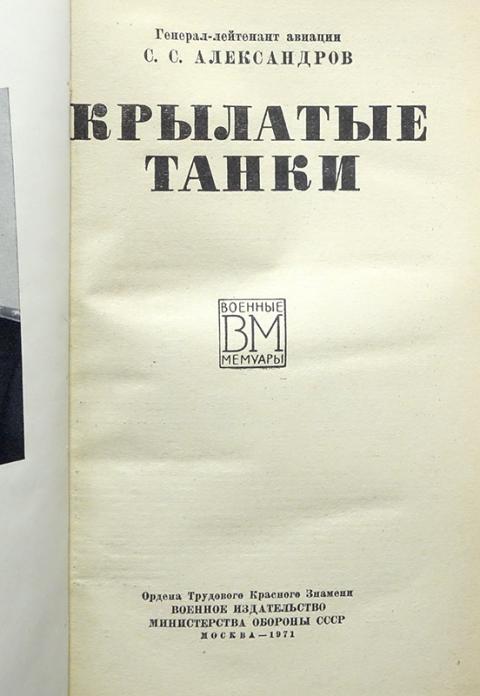 Генерал-лейтенант авиации
С. С. АЛЕКСАНДРОВ
КРЫЛАТЫЕ
ТАНКИ
ВОЕННЫЕ
ВМ
МЕМУАРЫ
Ордена Трудового Красного Знамени
ВОЕННОЕ ИЗДАТЕЛЬСТВО
МИНИСТЕРСТВА ОБОРОНЫ СССР
МОСКВА — 1971